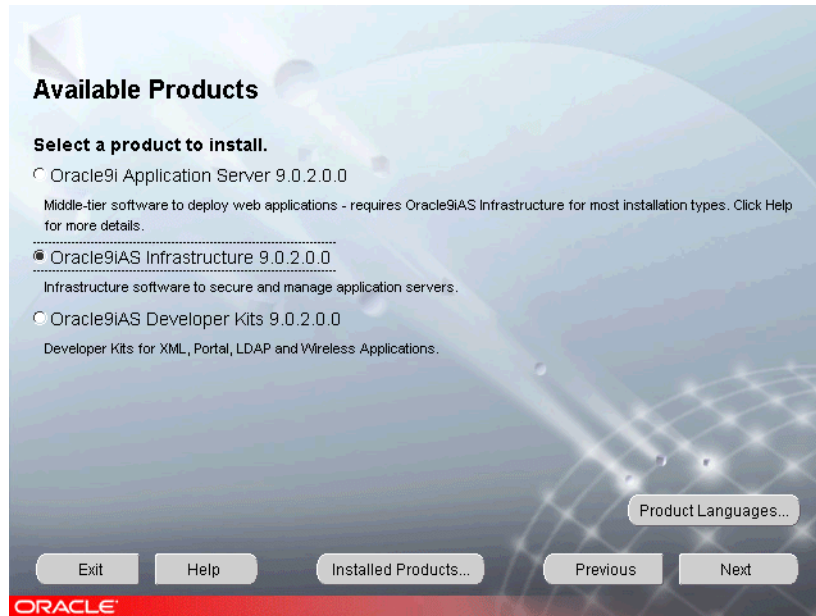 Available Products
Select a product to install.
Oracle9i Application Server 9.0.2.0.0
Middle-tier software to deploy web applications - requires Oracle9iAS Infrastructure for most installation types. Click Help
for more details.
Oracle9iAS Infrastructure 9.0.2.0.0
Infrastructure software to secure and manage application servers.
Oracle9iAS Developer Kits 9.0.2.0.0
Developer Kits for XML, Portal, LDAP and Wireless Applications.
Product Languages...
Exit Help Installed Products... Previous Next
ORACLE